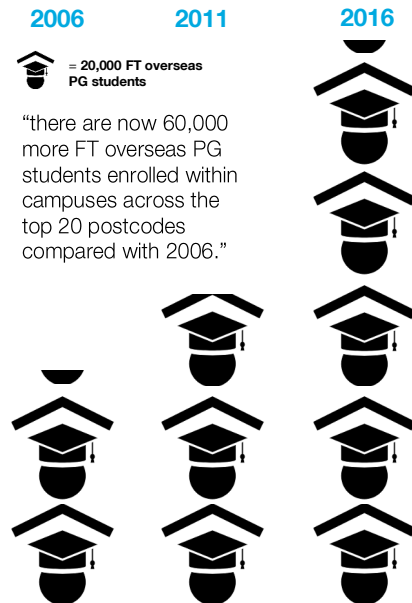 2006 2011 2016
= 20,000 FT overseas
PG students
“there are now 60,000
more FT overseas PG
students enrolled within
campuses across the
top 20 postcodes
compared with 2006.”